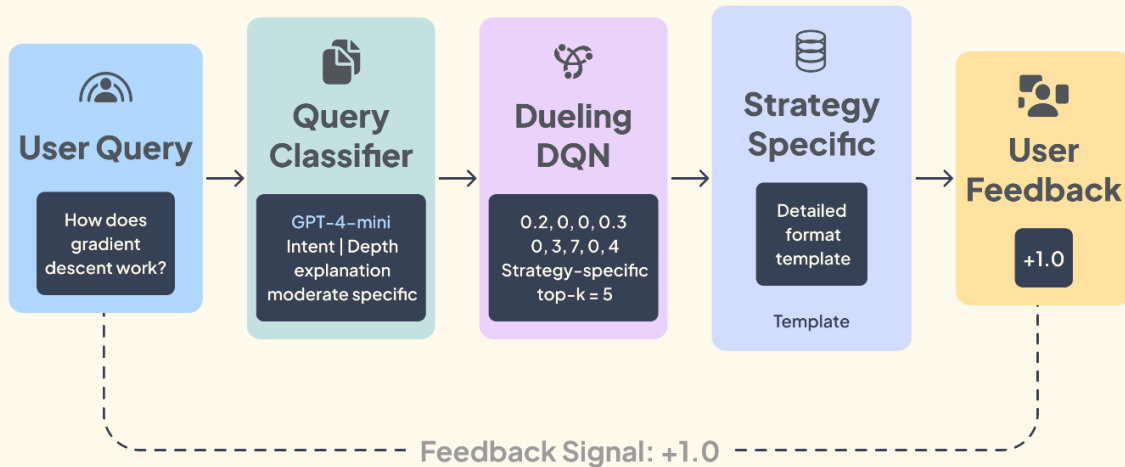 User Query
How does
gradient
descent work?
Query
Classifier
GPT-4-mini
Intent | Depth
explanation
moderate specific
Dueling
DQN
0.2, 0, 0, 0.3
0, 3, 7, 0, 4
Strategy-specific
top-k = 5
Strategy
Specific
Detailed
format
template
Template
User
Feedback
+1.0
Feedback Signal: +1.0